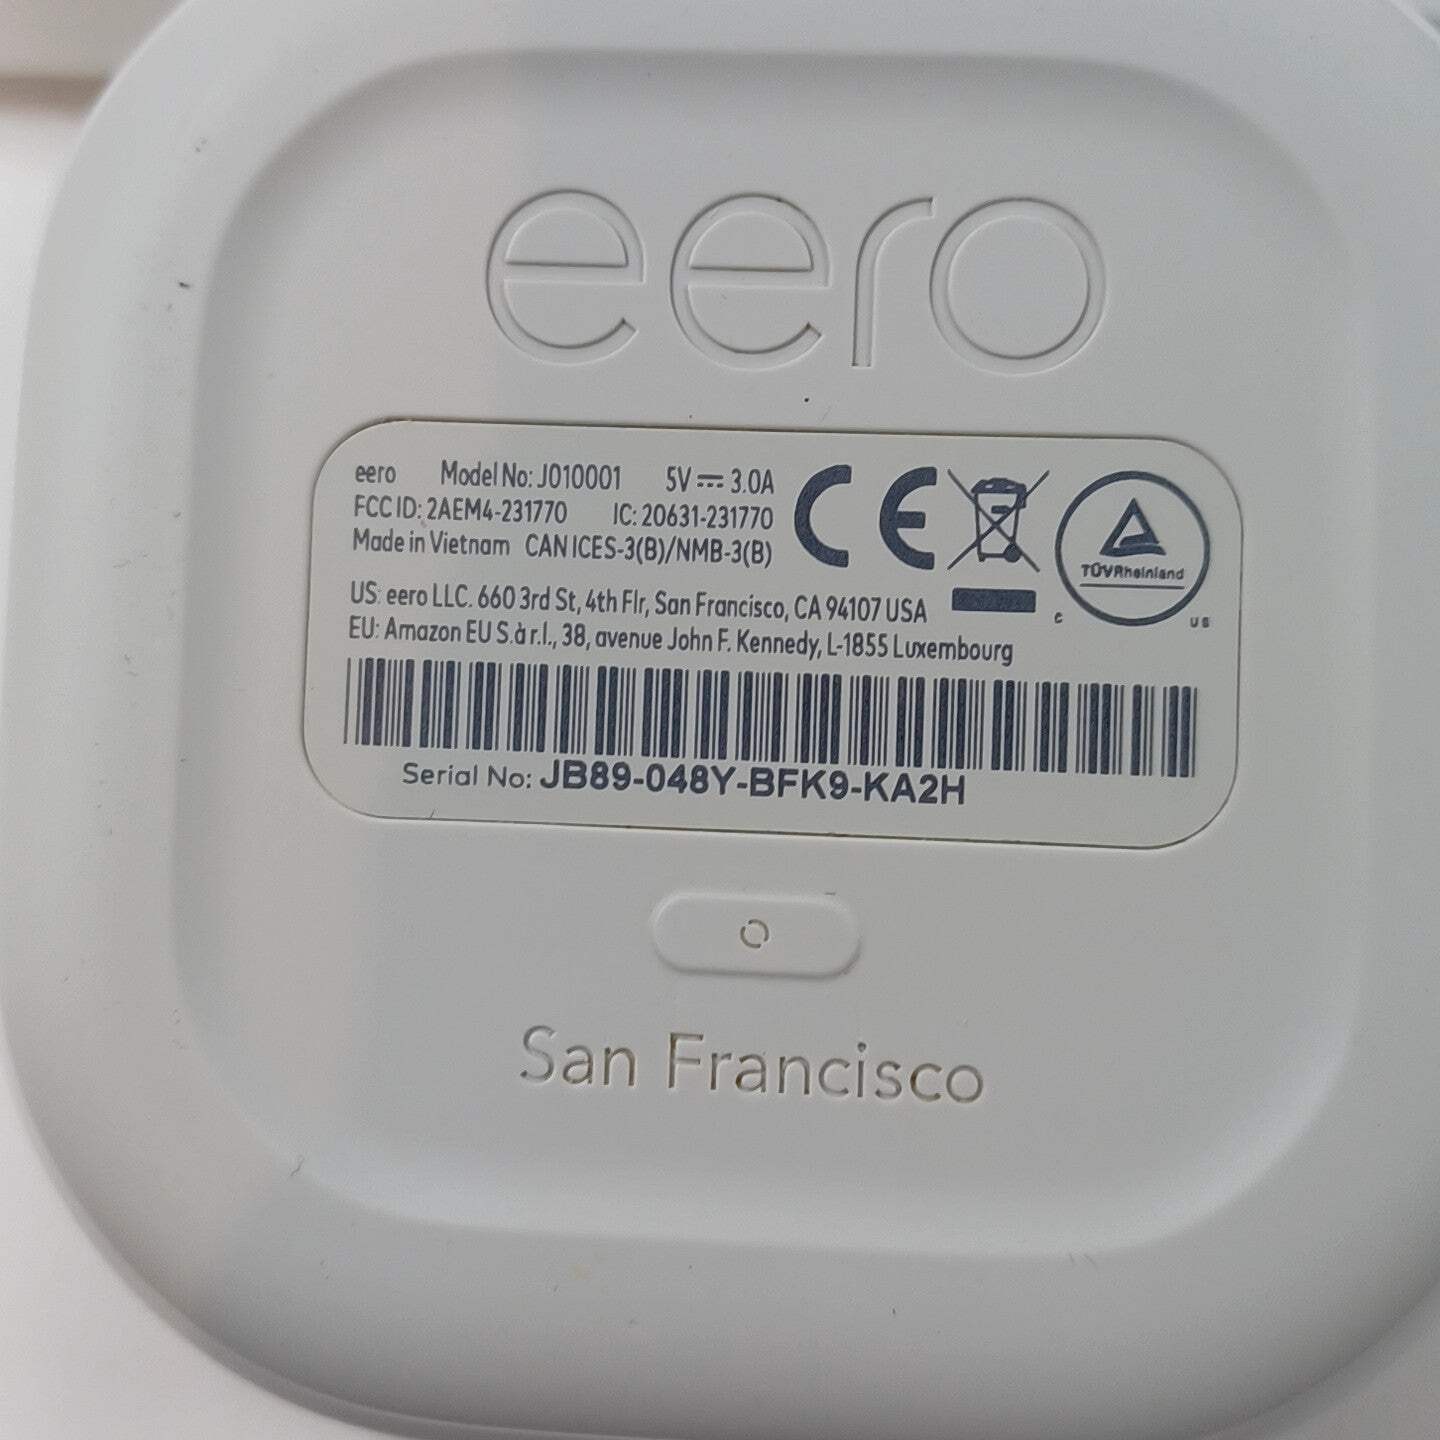 eero
eero Model No: J010001 5V ⎓ 3.0A
FCC ID: 2AEM4-231770 IC: 20631-231770
Made in Vietnam CAN ICES-3(B)/NMB-3(B)
CE
TÜVRheinland
c us
US: eero LLC. 660 3rd St, 4th Flr, San Francisco, CA 94107 USA
EU: Amazon EU S.à r.l., 38, avenue John F. Kennedy, L-1855 Luxembourg
Serial No: JB89-048Y-BFK9-KA2H
San Francisco